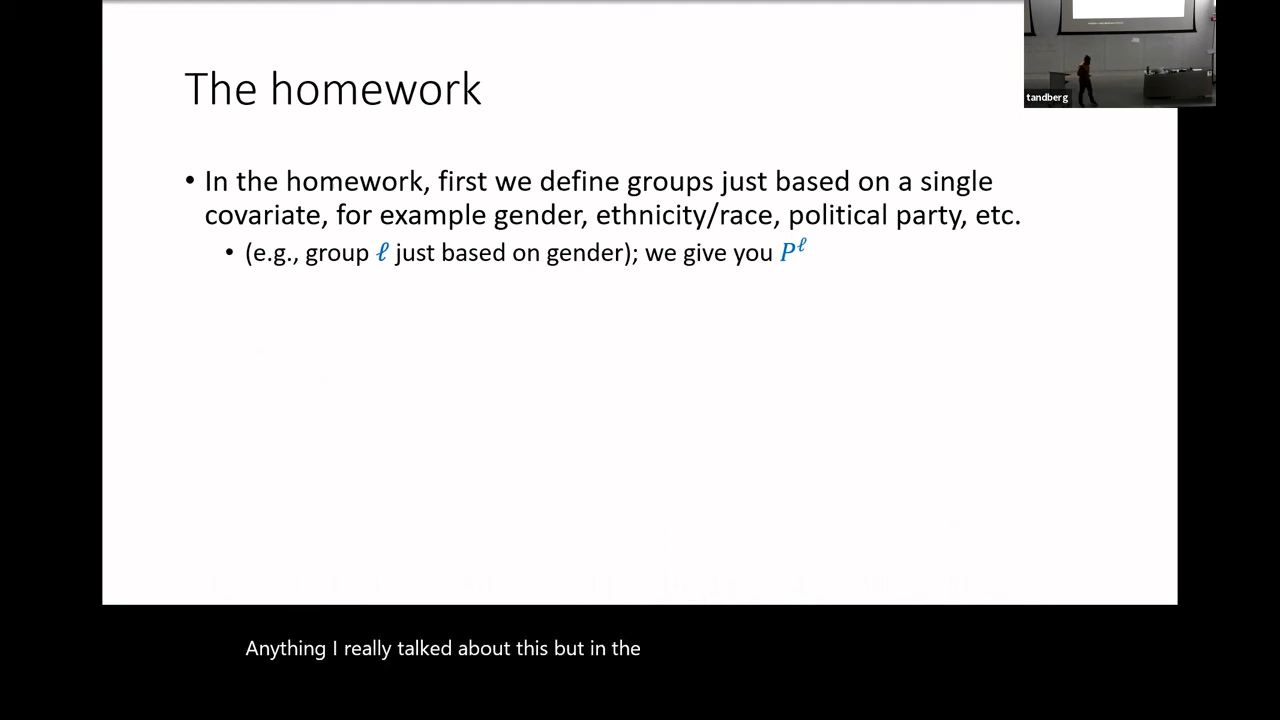 The homework
tandberg
• In the homework, first we define groups just based on a single
covariate, for example gender, ethnicity/race, political party, etc.
• (e.g., group ℓ just based on gender); we give you P^ℓ
Anything I really talked about this but in the